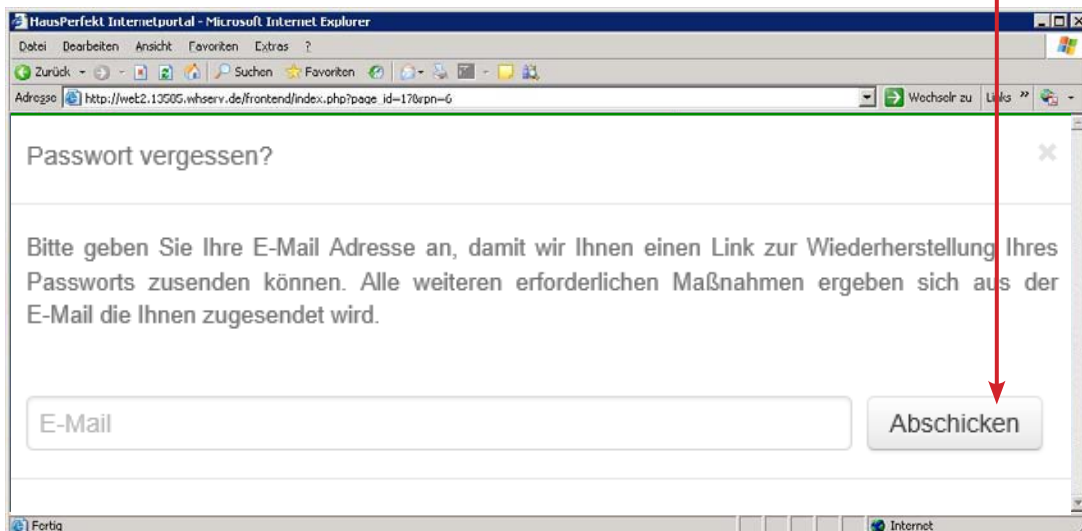 HausPerfekt Internetportal - Microsoft Internet Explorer
Datei Bearbeiten Ansicht Favoriten Extras ?
Zurück Suchen Favoriten
Adresse http://web2.13505.whserv.de/frontend/index.php?page_id=17&rpn=6 Wechseln zu Links »
Passwort vergessen? ×
Bitte geben Sie Ihre E-Mail Adresse an, damit wir Ihnen einen Link zur Wiederherstellung Ihres
Passworts zusenden können. Alle weiteren erforderlichen Maßnahmen ergeben sich aus der
E-Mail die Ihnen zugesendet wird.
E-Mail Abschicken
Fertig Internet